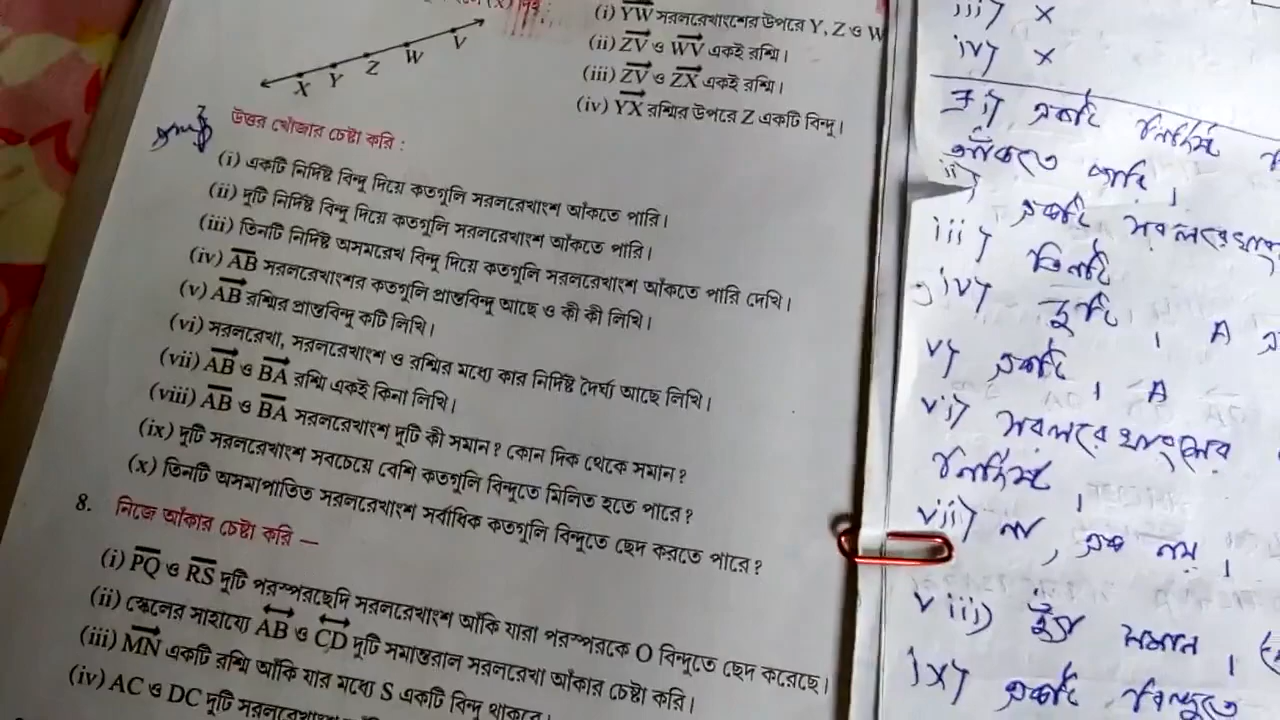 (i) YW সরলরেখাংশের উপরে Y, Z ও W
(ii) ZV ও WV একই রশ্মি।
(iii) ZV ও ZX একই রশ্মি।
(iv) YX রশ্মির উপরে Z একটি বিন্দু।
X Y Z W V
উত্তর খোঁজার চেষ্টা করি :
(i) একটি নির্দিষ্ট বিন্দু দিয়ে কতগুলি সরলরেখাংশ আঁকতে পারি।
(ii) দুটি নির্দিষ্ট বিন্দু দিয়ে কতগুলি সরলরেখাংশ আঁকতে পারি।
(iii) তিনটি নির্দিষ্ট অসমরেখ বিন্দু দিয়ে কতগুলি সরলরেখাংশ আঁকতে পারি দেখি।
(iv) AB সরলরেখাংশর কতগুলি প্রান্তবিন্দু আছে ও কী কী লিখি।
(v) AB রশ্মির প্রান্তবিন্দু কটি লিখি।
(vi) সরলরেখা, সরলরেখাংশ ও রশ্মির মধ্যে কার নির্দিষ্ট দৈর্ঘ্য আছে লিখি।
(vii) AB ও BA রশ্মি একই কিনা লিখি।
(viii) AB ও BA সরলরেখাংশ দুটি কী সমান? কোন দিক থেকে সমান?
(ix) দুটি সরলরেখাংশ সবচেয়ে বেশি কতগুলি বিন্দুতে মিলিত হতে পারে?
(x) তিনটি অসমাপাতিত সরলরেখাংশ সর্বাধিক কতগুলি বিন্দুতে ছেদ করতে পারে?
8. নিজে আঁকার চেষ্টা করি —
(i) PQ ও RS দুটি পরস্পরছেদি সরলরেখাংশ আঁকি যারা পরস্পরকে O বিন্দুতে ছেদ করেছে।
(ii) স্কেলের সাহায্যে AB ও CD দুটি সমান্তরাল সরলরেখা আঁকার চেষ্টা করি।
(iii) MN একটি রশ্মি আঁকি যার মধ্যে S একটি বিন্দু থাকবে।
(iv) AC ও DC দুটি সরলরেখাংশ
iii) x
iv) x
7 i) একটি নির্দিষ্ট
আঁকতে পারি।
ii) একটি সরলরেখাংশ
iii) তিনটি
iv) দুটি । A
v) একটি । A
vi) সরলরেখাংশের
নির্দিষ্ট ।
vii) না, এক নয়।
viii) হ্যাঁ সমান ।
ix) একটি বিন্দুতে